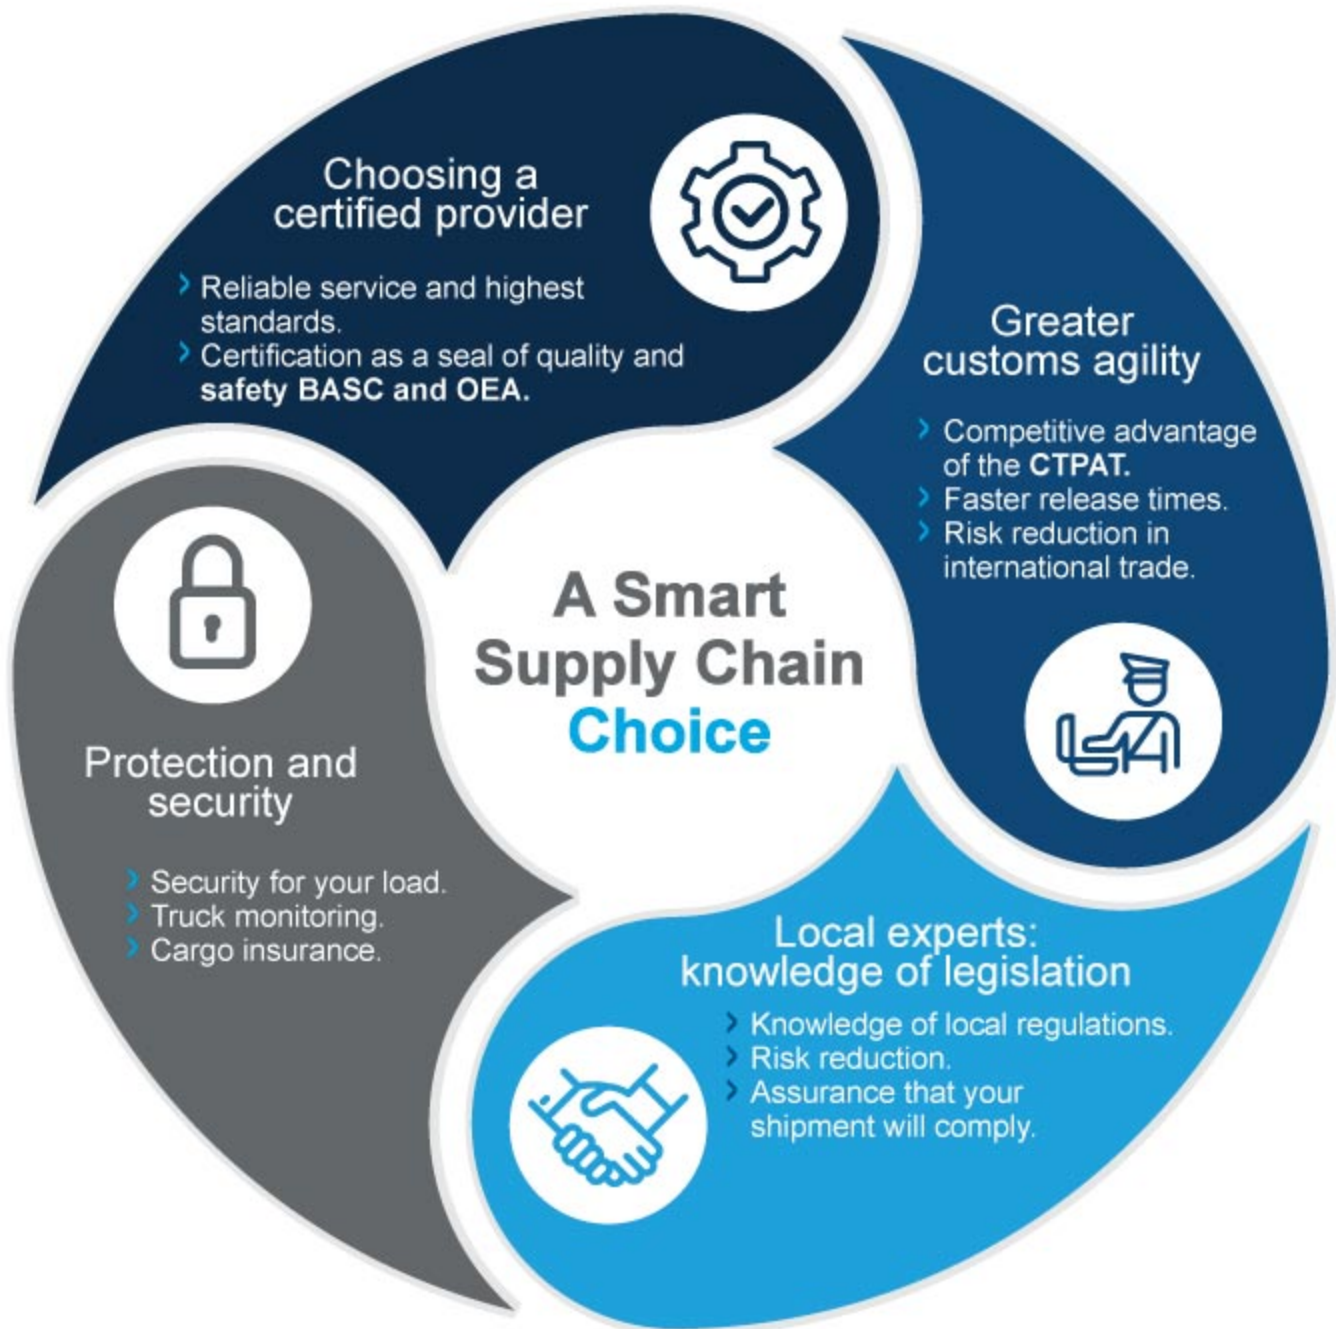 Choosing a
certified provider
› Reliable service and highest
standards.
› Certification as a seal of quality and
safety BASC and OEA.
Greater
customs agility
› Competitive advantage
of the CTPAT.
› Faster release times.
› Risk reduction in
international trade.
A Smart
Supply Chain
Choice
Protection and
security
› Security for your load.
› Truck monitoring.
› Cargo insurance.
Local experts:
knowledge of legislation
› Knowledge of local regulations.
› Risk reduction.
› Assurance that your
shipment will comply.